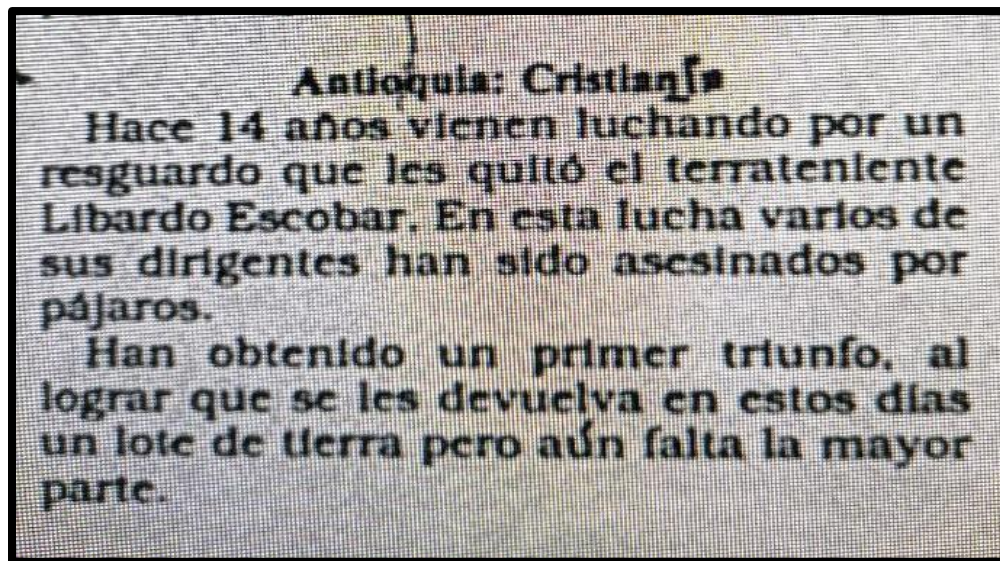 Antioquia: Cristianía
Hace 14 años vienen luchando por un
resguardo que les quitó el terrateniente
Libardo Escobar. En esta lucha varios de
sus dirigentes han sido asesinados por
pájaros.
Han obtenido un primer triunfo, al
lograr que se les devuelva en estos días
un lote de tierra pero aún falta la mayor
parte.